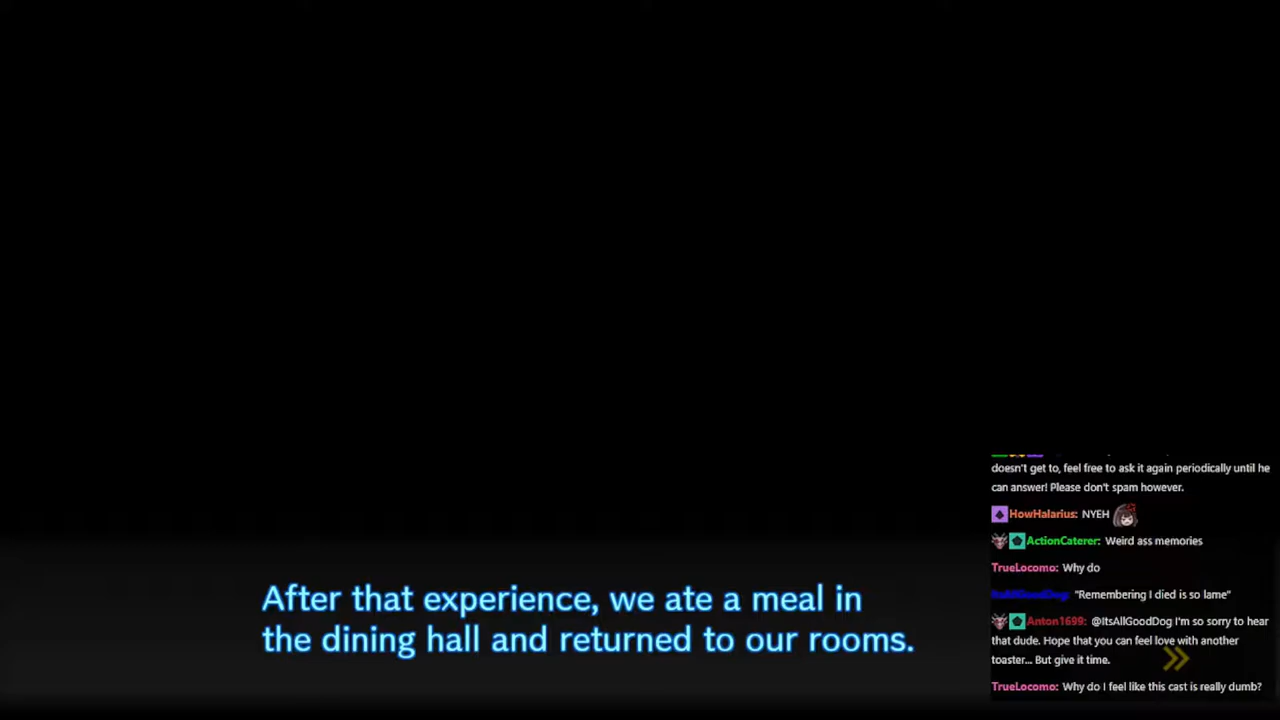 doesn't get to, feel free to ask it again periodically until he
can answer! Please don't spam however.
HowHalarius: NYEH
ActionCaterer: Weird ass memories
TrueLocomo: Why do
ItsAllGoodDog: "Remembering I died is so lame"
Anton1699: @ItsAllGoodDog I'm so sorry to hear
that dude. Hope that you can feel love with another
toaster... But give it time.
TrueLocomo: Why do I feel like this cast is really dumb?
After that experience, we ate a meal in
the dining hall and returned to our rooms.